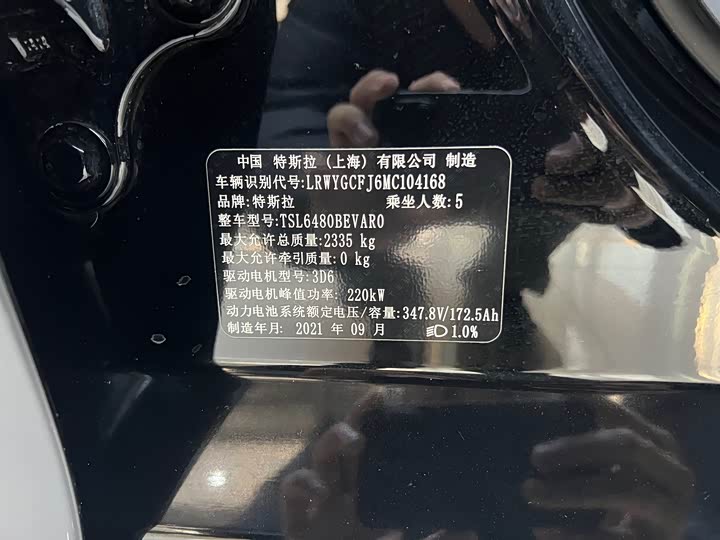 中国 特斯拉 (上海) 有限公司 制造
车辆识别代号:LRWYGCFJ6MC104168
品牌:特斯拉 乘坐人数:5
整车型号:TSL6480BEVAR0
最大允许总质量:2335 kg
最大允许牵引质量:0 kg
驱动电机型号:3D6
驱动电机峰值功率: 220kW
动力电池系统额定电压/容量:347.8V/172.5Ah
制造年月: 2021 年 09 月 1.0%